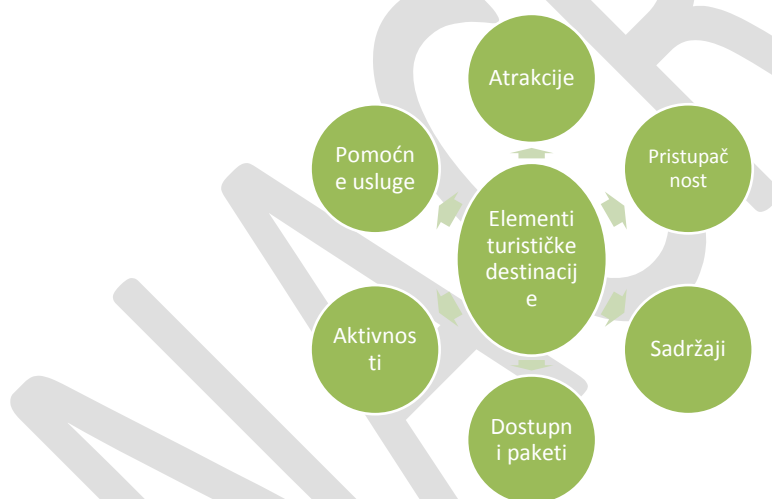 Atrakcije
Pomoćn
e usluge
Pristupač
nost
Elementi
turističke
destinacij
e
Aktivnos
ti
Sadržaji
Dostupn
i paketi